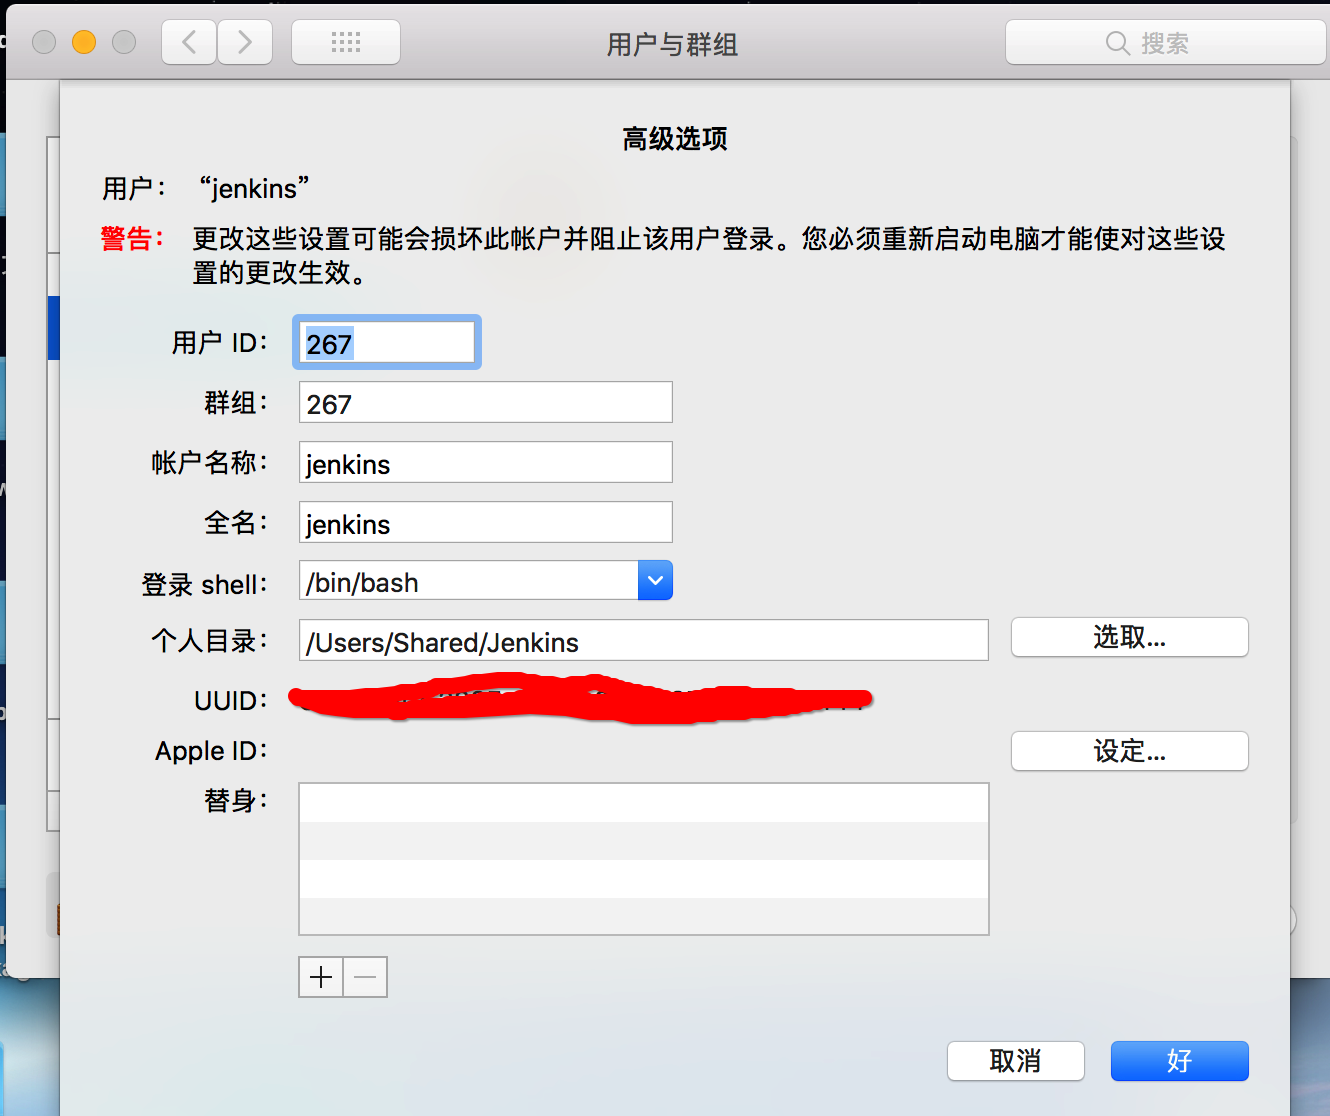 用户与群组
搜索
高级选项
用户： “jenkins”
警告： 更改这些设置可能会损坏此帐户并阻止该用户登录。您必须重新启动电脑才能使对这些设
置的更改生效。
用户 ID： 267
群组： 267
帐户名称： jenkins
全名： jenkins
登录 shell： /bin/bash
个人目录： /Users/Shared/Jenkins 选取...
UUID：
Apple ID： 设定...
替身：
取消 好